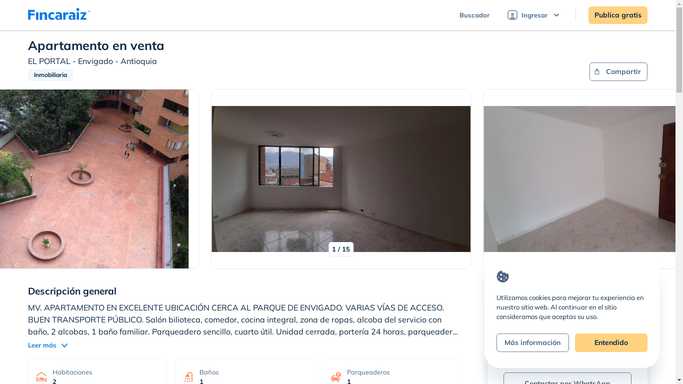 Fincaraiz
Buscador
Ingresar
Publica gratis
Apartamento en venta
EL PORTAL - Envigado - Antioquia
Inmobiliaria
Compartir
1 / 15
Descripción general
MV. APARTAMENTO EN EXCELENTE UBICACIÓN CERCA AL PARQUE DE ENVIGADO. VARIAS VÍAS DE ACCESO.
BUEN TRANSPORTE PÚBLICO. Salón bilioteca, comedor, cocina integral, zona de ropas, alcoba del servicio con
baño, 2 alcobas, 1 baño familiar. Parqueadero sencillo, cuarto útil. Unidad cerrada, portería 24 horas, parqueader...
Leer más
Habitaciones
2
Baños
1
Parqueaderos
1
Utilizamos cookies para mejorar tu experiencia en
nuestro sitio web. Al continuar en el sitio
consideramos que aceptas su uso.
Más información
Entendido
Contactar por WhatsApp